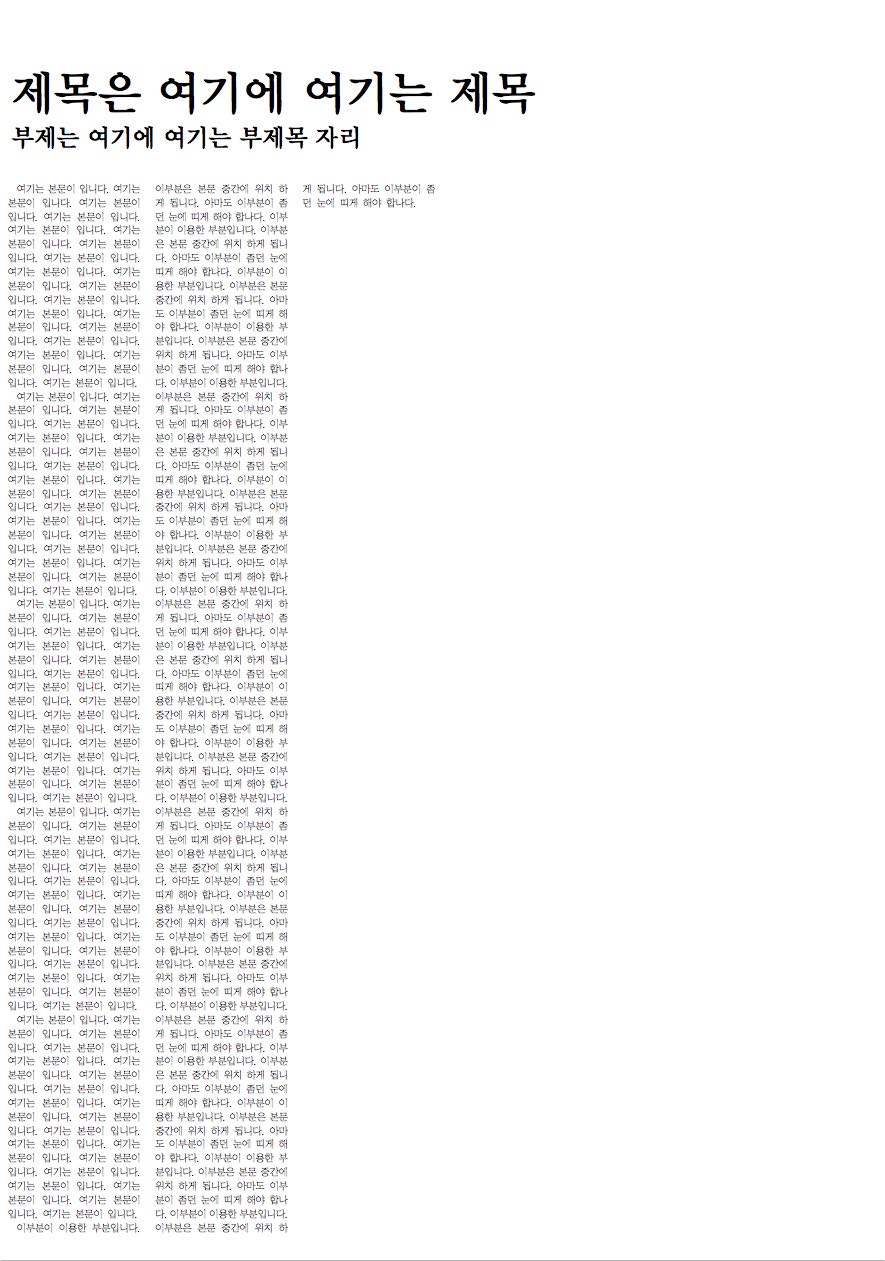 제목은 여기에 여기는 제목
부제는 여기에 여기는 부제목 자리
여기는 본문이 입니다. 여기는
본문이 입니다. 여기는 본문이
입니다. 여기는 본문이 입니다.
여기는 본문이 입니다. 여기는
본문이 입니다. 여기는 본문이
입니다. 여기는 본문이 입니다.
여기는 본문이 입니다. 여기는
본문이 입니다. 여기는 본문이
입니다. 여기는 본문이 입니다.
여기는 본문이 입니다. 여기는
본문이 입니다. 여기는 본문이
입니다. 여기는 본문이 입니다.
여기는 본문이 입니다. 여기는
본문이 입니다. 여기는 본문이
입니다. 여기는 본문이 입니다.
여기는 본문이 입니다. 여기는
본문이 입니다. 여기는 본문이
입니다. 여기는 본문이 입니다.
여기는 본문이 입니다. 여기는
본문이 입니다. 여기는 본문이
입니다. 여기는 본문이 입니다.
여기는 본문이 입니다. 여기는
본문이 입니다. 여기는 본문이
입니다. 여기는 본문이 입니다.
여기는 본문이 입니다. 여기는
본문이 입니다. 여기는 본문이
입니다. 여기는 본문이 입니다.
여기는 본문이 입니다. 여기는
본문이 입니다. 여기는 본문이
입니다. 여기는 본문이 입니다.
여기는 본문이 입니다. 여기는
본문이 입니다. 여기는 본문이
입니다. 여기는 본문이 입니다.
여기는 본문이 입니다. 여기는
본문이 입니다. 여기는 본문이
입니다. 여기는 본문이 입니다.
여기는 본문이 입니다. 여기는
본문이 입니다. 여기는 본문이
입니다. 여기는 본문이 입니다.
여기는 본문이 입니다. 여기는
본문이 입니다. 여기는 본문이
입니다. 여기는 본문이 입니다.
여기는 본문이 입니다. 여기는
본문이 입니다. 여기는 본문이
입니다. 여기는 본문이 입니다.
여기는 본문이 입니다. 여기는
본문이 입니다. 여기는 본문이
입니다. 여기는 본문이 입니다.
여기는 본문이 입니다. 여기는
본문이 입니다. 여기는 본문이
입니다. 여기는 본문이 입니다.
여기는 본문이 입니다. 여기는
본문이 입니다. 여기는 본문이
입니다. 여기는 본문이 입니다.
여기는 본문이 입니다. 여기는
본문이 입니다. 여기는 본문이
입니다. 여기는 본문이 입니다.
여기는 본문이 입니다. 여기는
본문이 입니다. 여기는 본문이
입니다. 여기는 본문이 입니다.
여기는 본문이 입니다. 여기는
본문이 입니다. 여기는 본문이
입니다. 여기는 본문이 입니다.
여기는 본문이 입니다. 여기는
본문이 입니다. 여기는 본문이
입니다. 여기는 본문이 입니다.
여기는 본문이 입니다. 여기는
본문이 입니다. 여기는 본문이
입니다. 여기는 본문이 입니다.
여기는 본문이 입니다. 여기는
본문이 입니다. 여기는 본문이
입니다. 여기는 본문이 입니다.
여기는 본문이 입니다. 여기는
본문이 입니다. 여기는 본문이
입니다. 여기는 본문이 입니다.
이부분이 이용한 부분입니다.
이부분은 본문 중간에 위치 하
게 됩니다. 아마도 이부분이 좀
던 눈에 띠게 해야 합나다. 이부
분이 이용한 부분입니다. 이부분
은 본문 중간에 위치 하게 됩니
다. 아마도 이부분이 좀던 눈에
띠게 해야 합나다. 이부분이 이
용한 부분입니다. 이부분은 본문
중간에 위치 하게 됩니다. 아마
도 이부분이 좀던 눈에 띠게 해
야 합나다. 이부분이 이용한 부
분입니다. 이부분은 본문 중간에
위치 하게 됩니다. 아마도 이부
분이 좀던 눈에 띠게 해야 합나
다. 이부분이 이용한 부분입니다.
이부분은 본문 중간에 위치 하
게 됩니다. 아마도 이부분이 좀
던 눈에 띠게 해야 합나다. 이부
분이 이용한 부분입니다. 이부분
은 본문 중간에 위치 하게 됩니
다. 아마도 이부분이 좀던 눈에
띠게 해야 합나다. 이부분이 이
용한 부분입니다. 이부분은 본문
중간에 위치 하게 됩니다. 아마
도 이부분이 좀던 눈에 띠게 해
야 합나다. 이부분이 이용한 부
분입니다. 이부분은 본문 중간에
위치 하게 됩니다. 아마도 이부
분이 좀던 눈에 띠게 해야 합나
다. 이부분이 이용한 부분입니다.
이부분은 본문 중간에 위치 하
게 됩니다. 아마도 이부분이 좀
던 눈에 띠게 해야 합나다. 이부
분이 이용한 부분입니다. 이부분
은 본문 중간에 위치 하게 됩니
다. 아마도 이부분이 좀던 눈에
띠게 해야 합나다. 이부분이 이
용한 부분입니다. 이부분은 본문
중간에 위치 하게 됩니다. 아마
도 이부분이 좀던 눈에 띠게 해
야 합나다. 이부분이 이용한 부
분입니다. 이부분은 본문 중간에
위치 하게 됩니다. 아마도 이부
분이 좀던 눈에 띠게 해야 합나
다. 이부분이 이용한 부분입니다.
이부분은 본문 중간에 위치 하
게 됩니다. 아마도 이부분이 좀
던 눈에 띠게 해야 합나다. 이부
분이 이용한 부분입니다. 이부분
은 본문 중간에 위치 하게 됩니
다. 아마도 이부분이 좀던 눈에
띠게 해야 합나다. 이부분이 이
용한 부분입니다. 이부분은 본문
중간에 위치 하게 됩니다. 아마
도 이부분이 좀던 눈에 띠게 해
야 합나다. 이부분이 이용한 부
분입니다. 이부분은 본문 중간에
위치 하게 됩니다. 아마도 이부
분이 좀던 눈에 띠게 해야 합나
다. 이부분이 이용한 부분입니다.
이부분은 본문 중간에 위치 하
게 됩니다. 아마도 이부분이 좀
던 눈에 띠게 해야 합나다. 이부
분이 이용한 부분입니다. 이부분
은 본문 중간에 위치 하게 됩니
다. 아마도 이부분이 좀던 눈에
띠게 해야 합나다. 이부분이 이
용한 부분입니다. 이부분은 본문
중간에 위치 하게 됩니다. 아마
도 이부분이 좀던 눈에 띠게 해
야 합나다. 이부분이 이용한 부
분입니다. 이부분은 본문 중간에
위치 하게 됩니다. 아마도 이부
분이 좀던 눈에 띠게 해야 합나
다. 이부분이 이용한 부분입니다.
이부분은 본문 중간에 위치 하
게 됩니다. 아마도 이부분이 좀
던 눈에 띠게 해야 합나다.